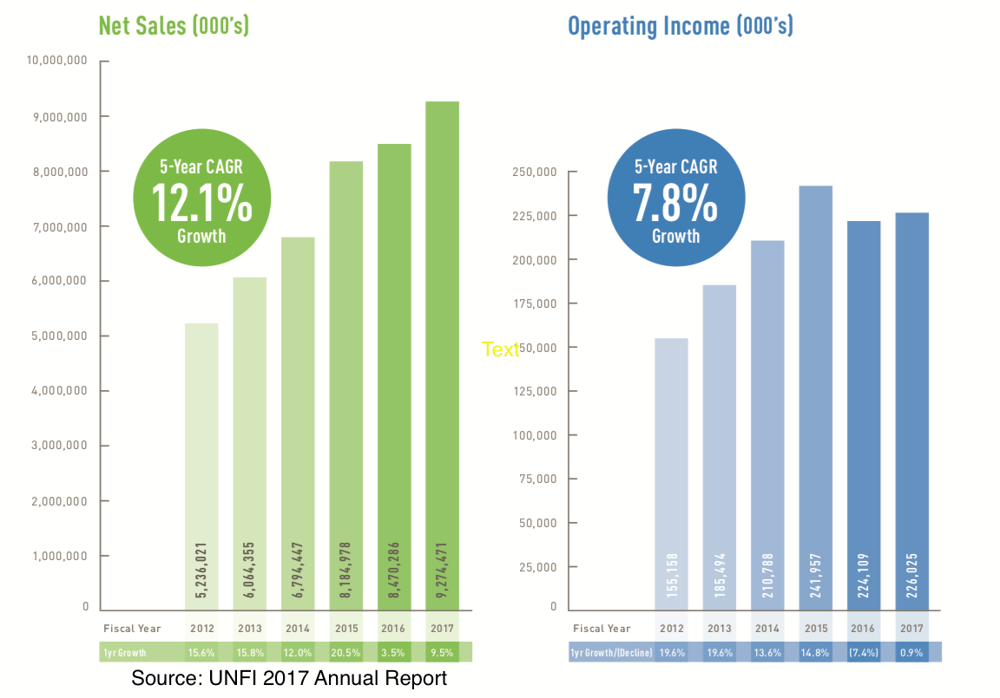 Net Sales (000's)
10,000,000
9,000,000
8,000,000
7,000,000
6,000,000
5,000,000
4,000,000
3,000,000
2,000,000
1,000,000
0
5-Year CAGR
12.1%
Growth
5,236,021
6,064,355
6,794,447
8,184,978
8,470,286
9,274,471
Fiscal Year 2012 2013 2014 2015 2016 2017
1yr Growth 15.6% 15.8% 12.0% 20.5% 3.5% 9.5%
Operating Income (000's)
250,000
225,000
200,000
175,000
Text50,000
125,000
100,000
75,000
50,000
25,000
0
5-Year CAGR
7.8%
Growth
155,158
185,494
210,788
241,957
224,109
226,025
Fiscal Year 2012 2013 2014 2015 2016 2017
1yr Growth/(Decline) 19.6% 19.6% 13.6% 14.8% (7.4%) 0.9%
Source: UNFI 2017 Annual Report